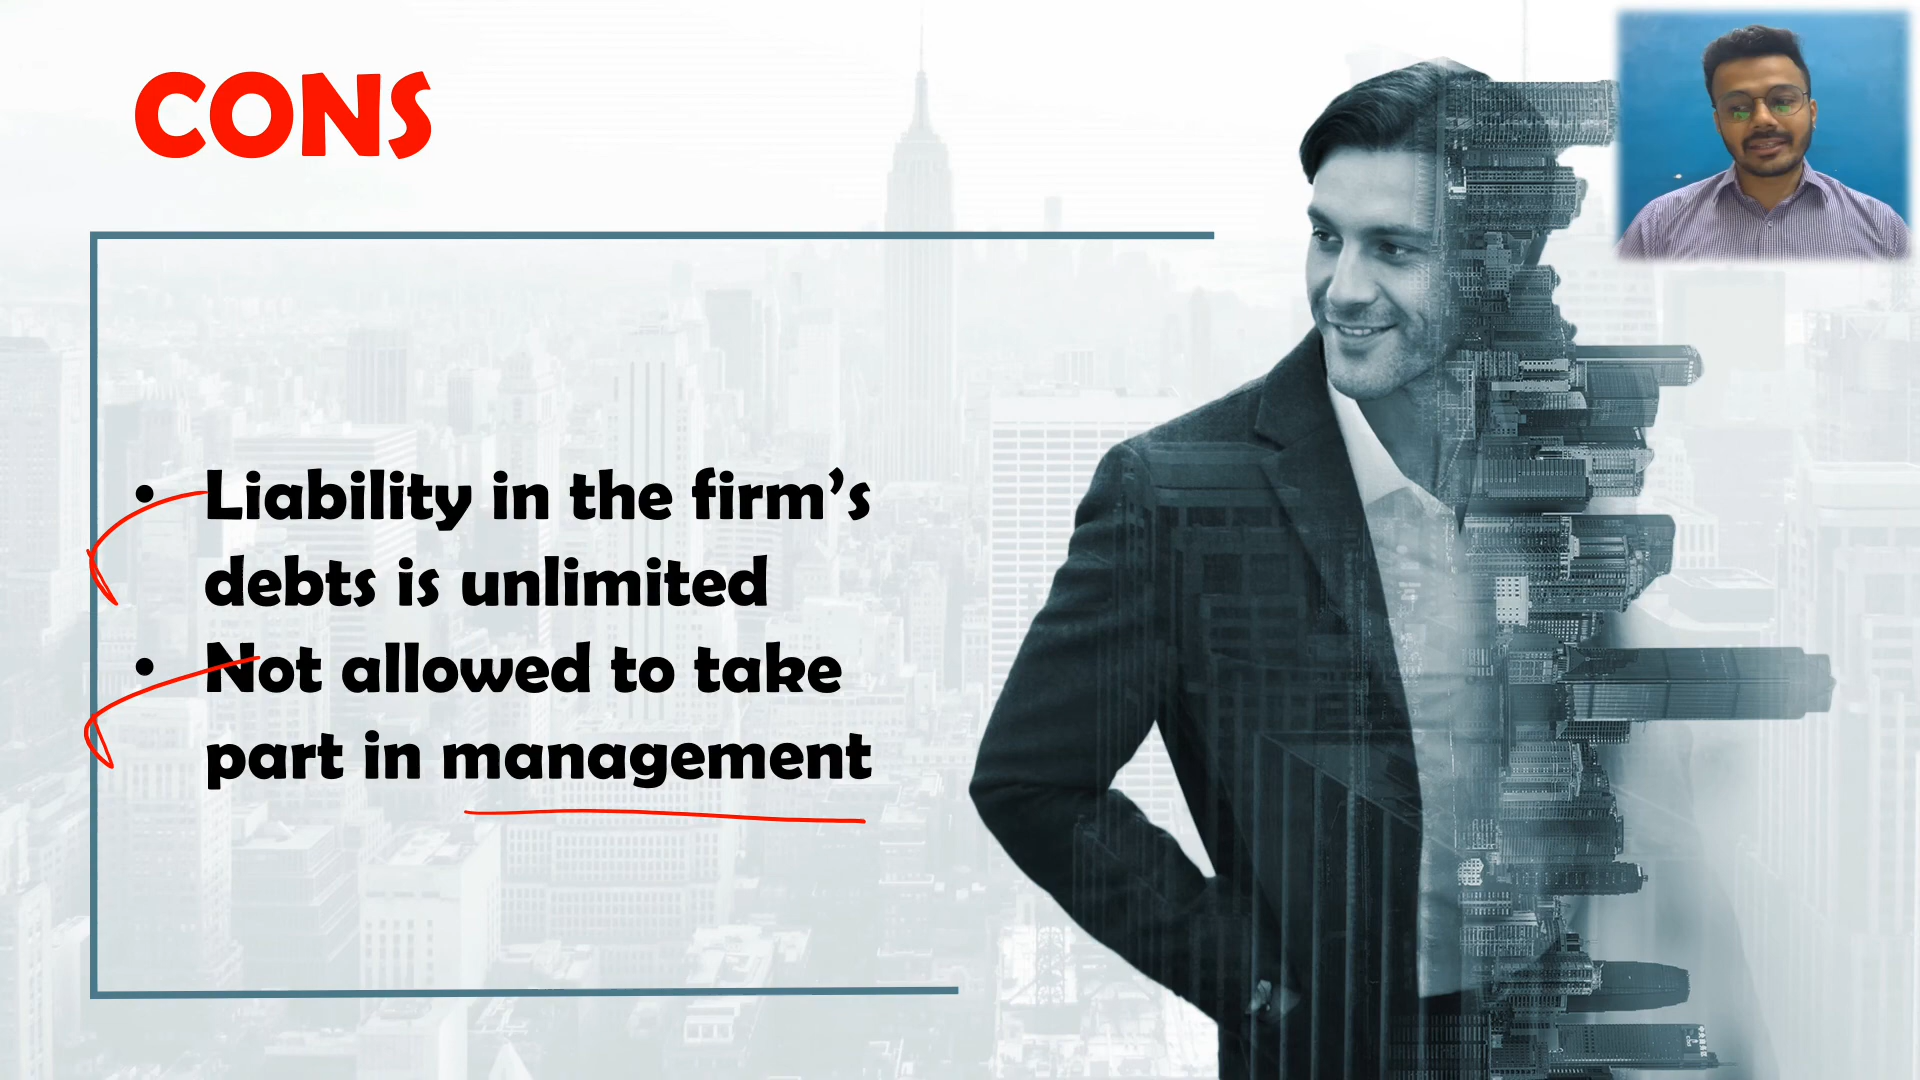 CONS
• Liability in the firm’s
debts is unlimited
• Not allowed to take
part in management